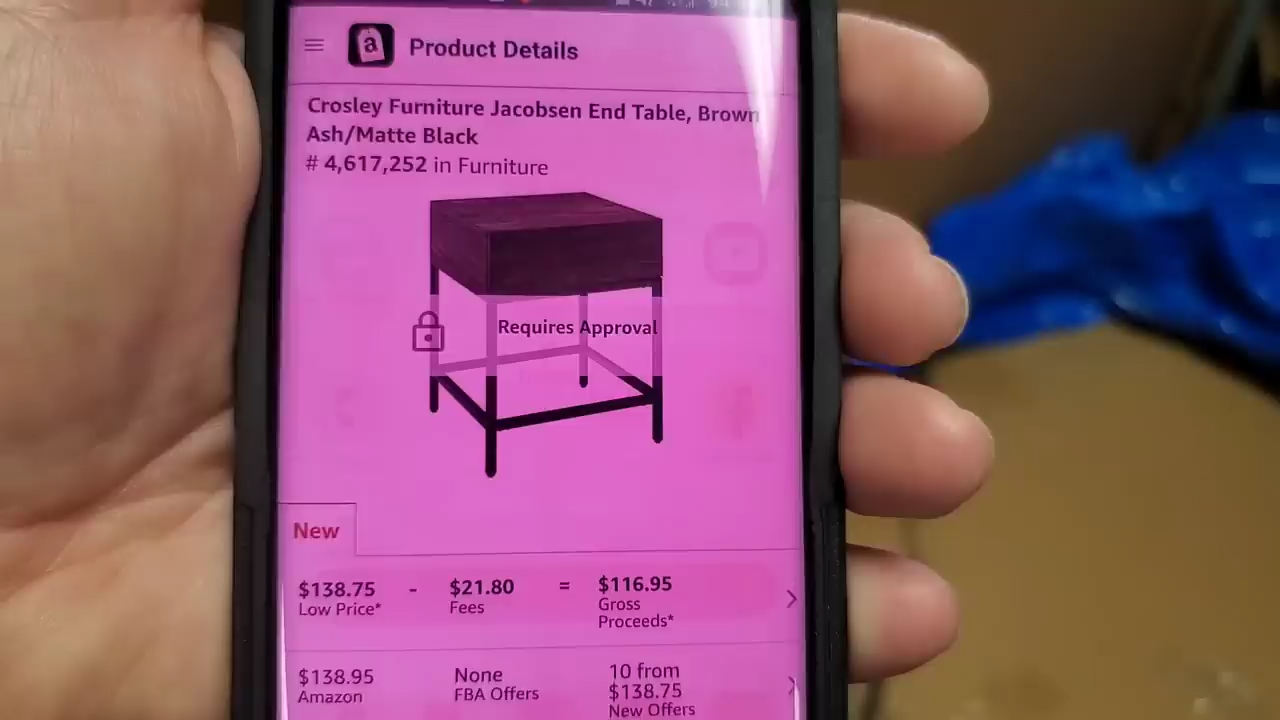 a Product Details
Crosley Furniture Jacobsen End Table, Brown
Ash/Matte Black
# 4,617,252 in Furniture
Requires Approval
New
$138.75 - $21.80 = $116.95
Low Price* Fees Gross
Proceeds*
$138.95 None 10 from
Amazon FBA Offers $138.75
New Offers